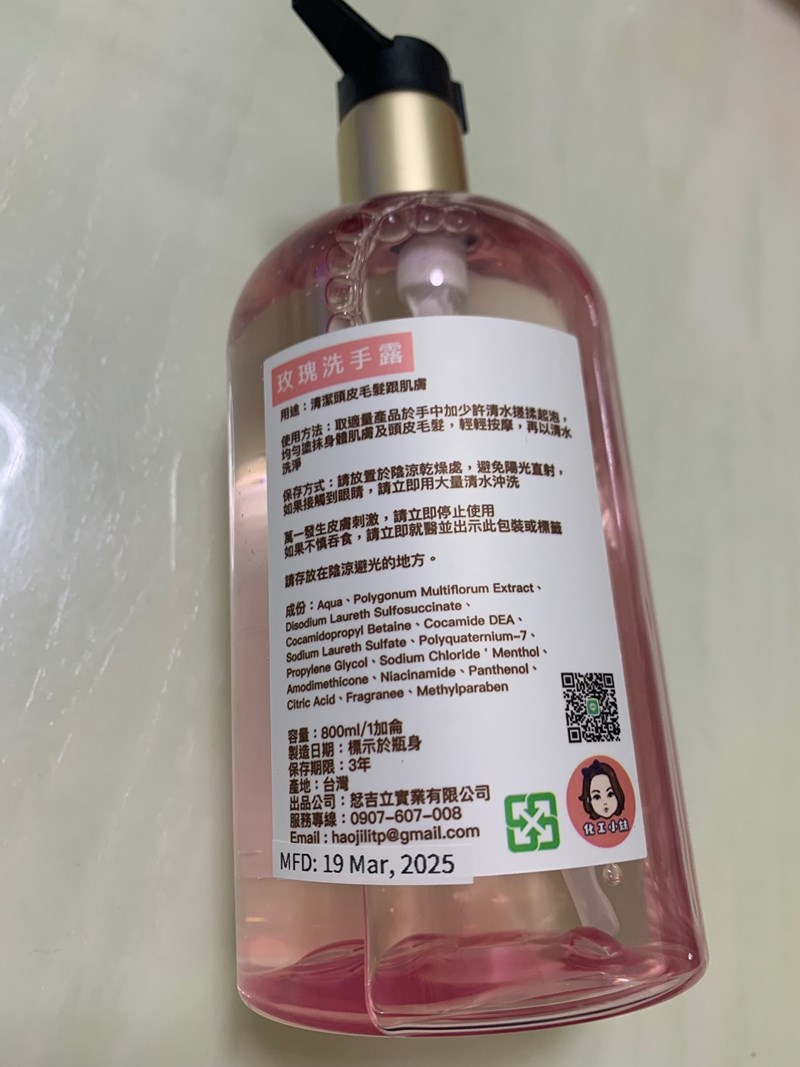 玫瑰洗手露
用途：清潔頭皮毛髮跟肌膚
使用方法：取適量產品於手中加少許清水搓揉起泡，
均勻塗抹身體肌膚及頭皮毛髮，輕輕按摩，再以清水
洗淨
保存方式：請放置於陰涼乾燥處，避免陽光直射，
如果接觸到眼睛，請立即用大量清水沖洗
萬一發生皮膚刺激，請立即停止使用
如果不慎吞食，請立即就醫並出示此包裝或標籤
請存放在陰涼避光的地方。
成份：Aqua、Polygonum Multiflorum Extract、
Disodium Laureth Sulfosuccinate、
Cocamidopropyl Betaine、Cocamide DEA、
Sodium Laureth Sulfate、Polyquaternium-7、
Propylene Glycol、Sodium Chloride ' Menthol、
Amodimethicone、Niacinamide、Panthenol、
Citric Acid、Fragranee、Methylparaben
容量：800ml/1加侖
製造日期：標示於瓶身
保存期限：3年
產地：台灣
出品公司：恏吉立實業有限公司
服務專線：0907-607-008
Email：haojilitp@gmail.com
MFD: 19 Mar, 2025
化工小妹